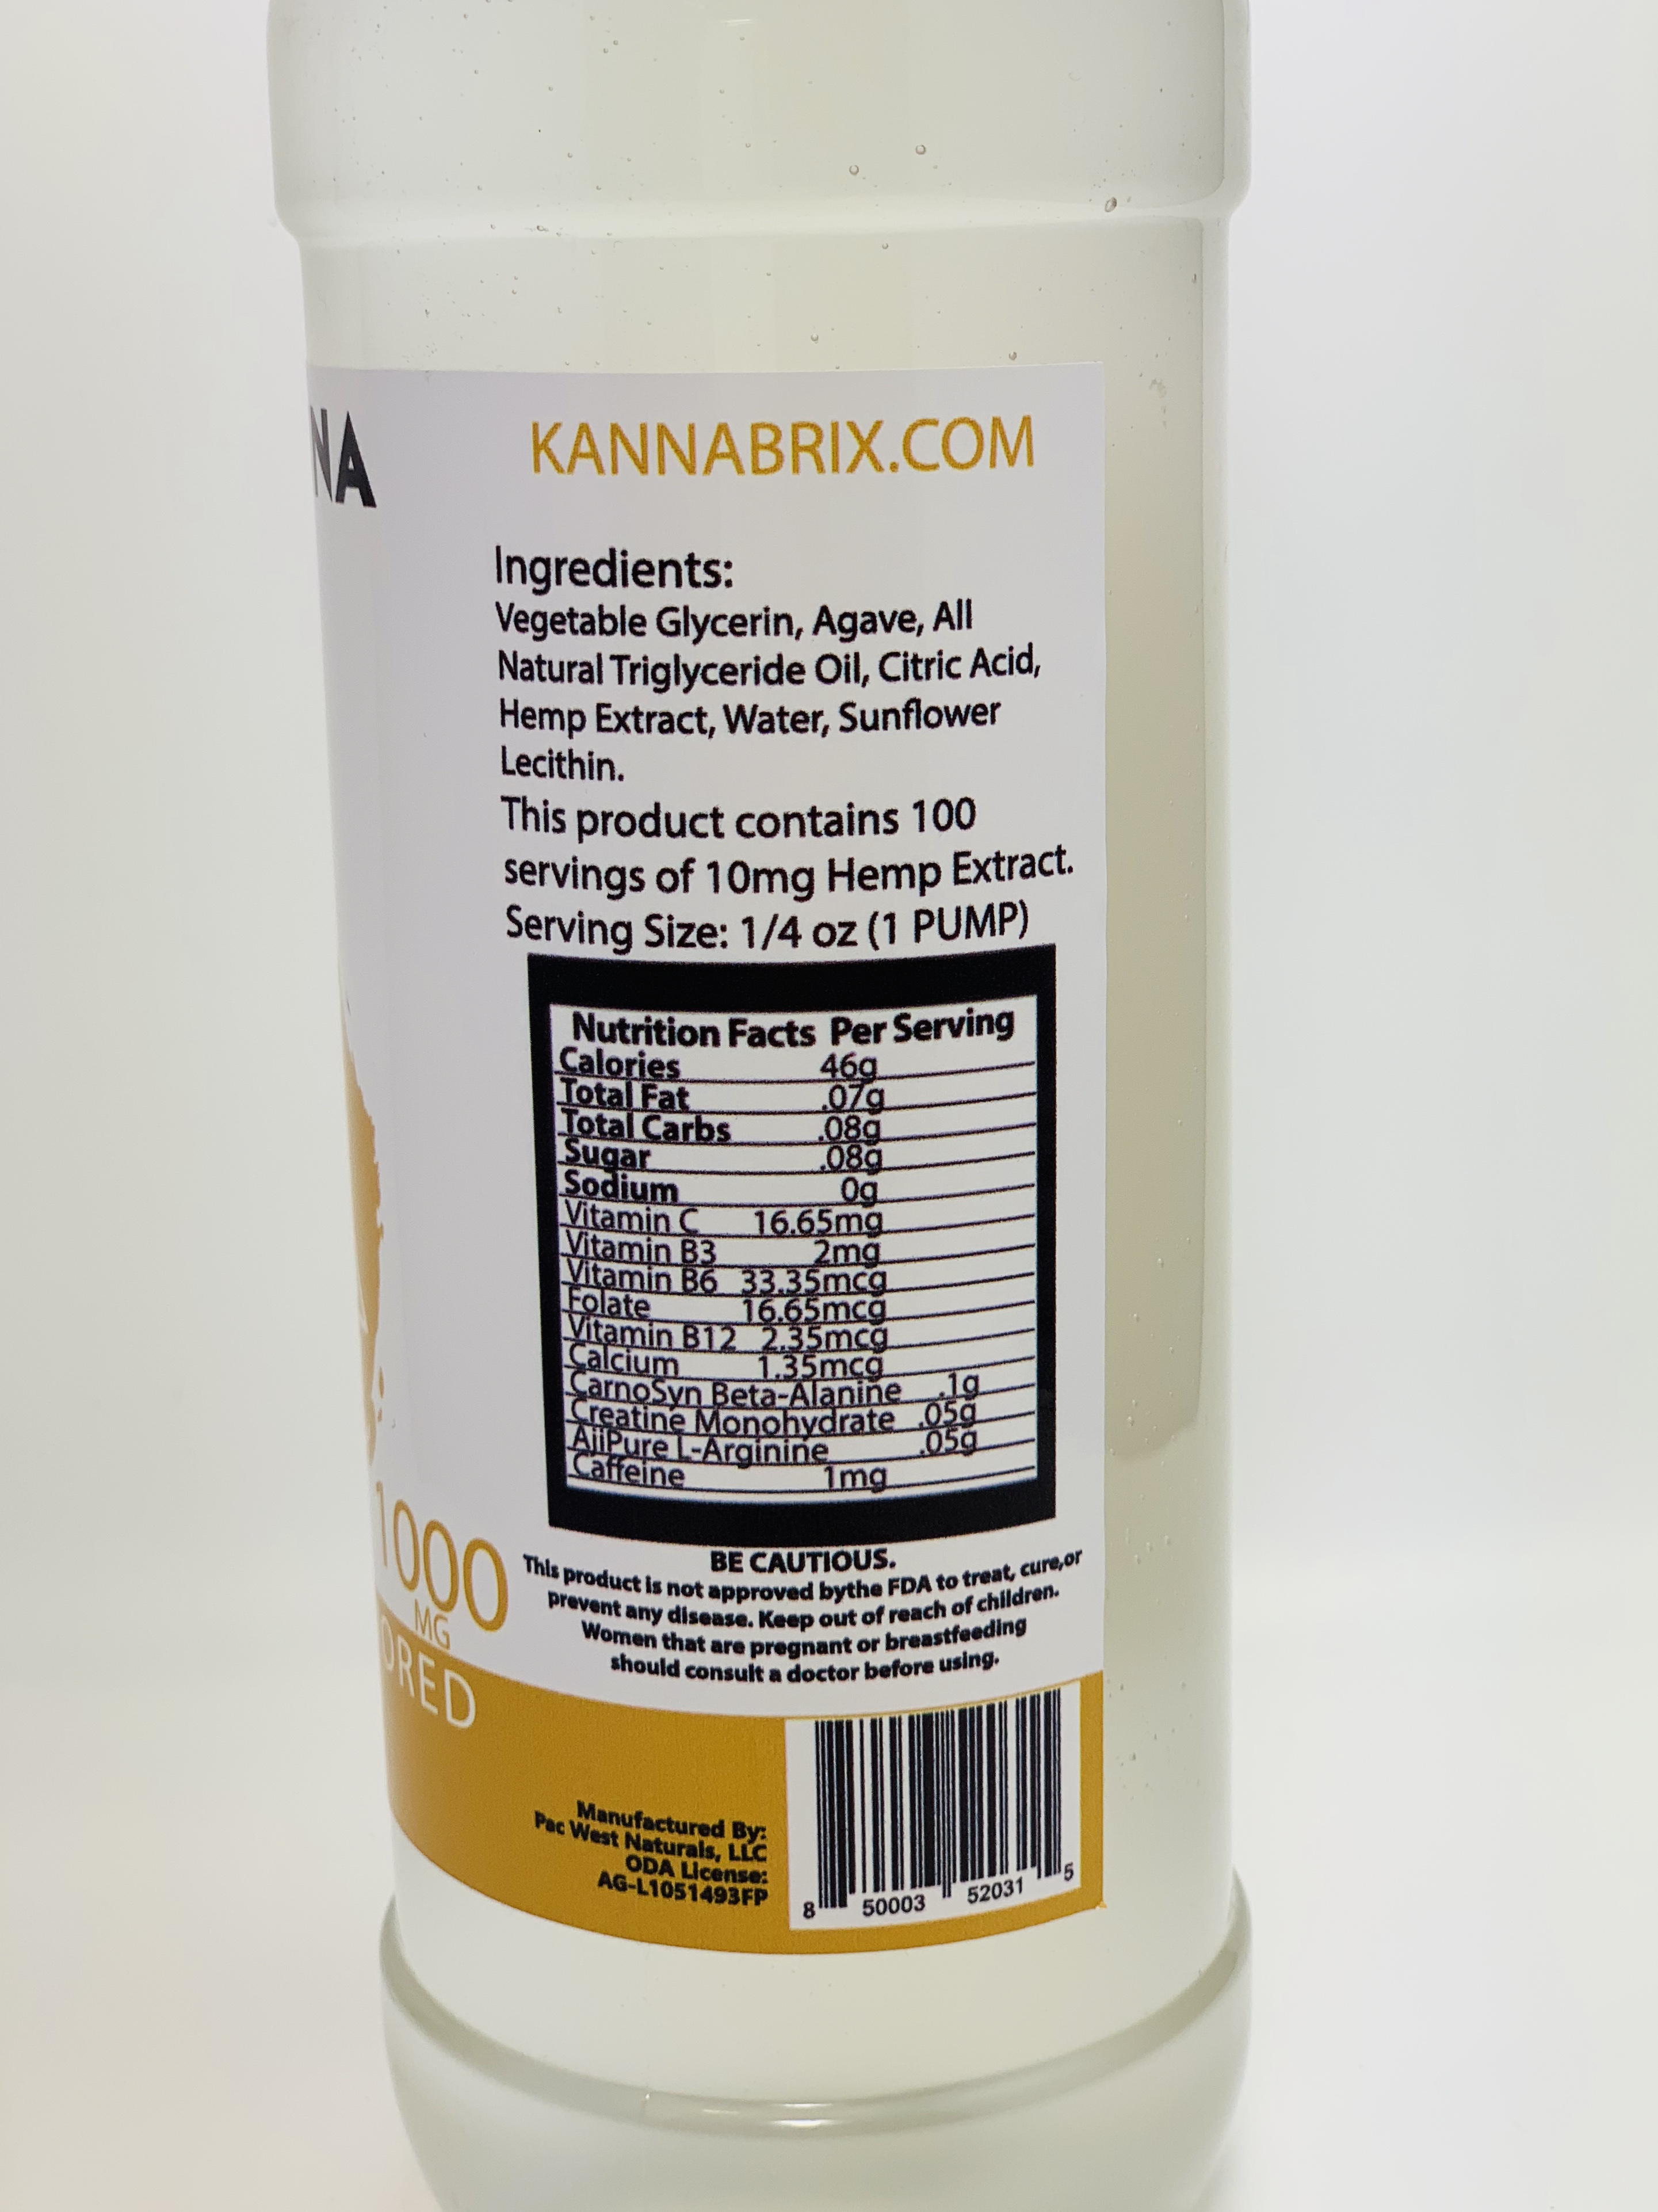 NA
KANNABRIX.COM
Ingredients:
Vegetable Glycerin, Agave, All
Natural Triglyceride Oil, Citric Acid,
Hemp Extract, Water, Sunflower
Lecithin.
This product contains 100
servings of 10mg Hemp Extract.
Serving Size: 1/4 oz (1 PUMP)
Nutrition Facts Per Serving
Calories 46g
Total Fat .07g
Total Carbs .08g
Sugar .08g
Sodium 0g
Vitamin C 16.65mg
Vitamin B3 2mg
Vitamin B6 33.35mcg
Folate 16.65mcg
Vitamin B12 2.35mcg
Calcium 1.35mcg
CarnoSyn Beta-Alanine .1g
Creatine Monohydrate .05g
AjiPure L-Arginine .05g
Caffeine 1mg
1000
MG
ORED
BE CAUTIOUS.
This product is not approved bythe FDA to treat, cure,or
prevent any disease. Keep out of reach of children.
Women that are pregnant or breastfeeding
should consult a doctor before using.
Manufactured By:
Pac West Naturals, LLC
ODA License:
AG-L1051493FP
8 50003 52031 5